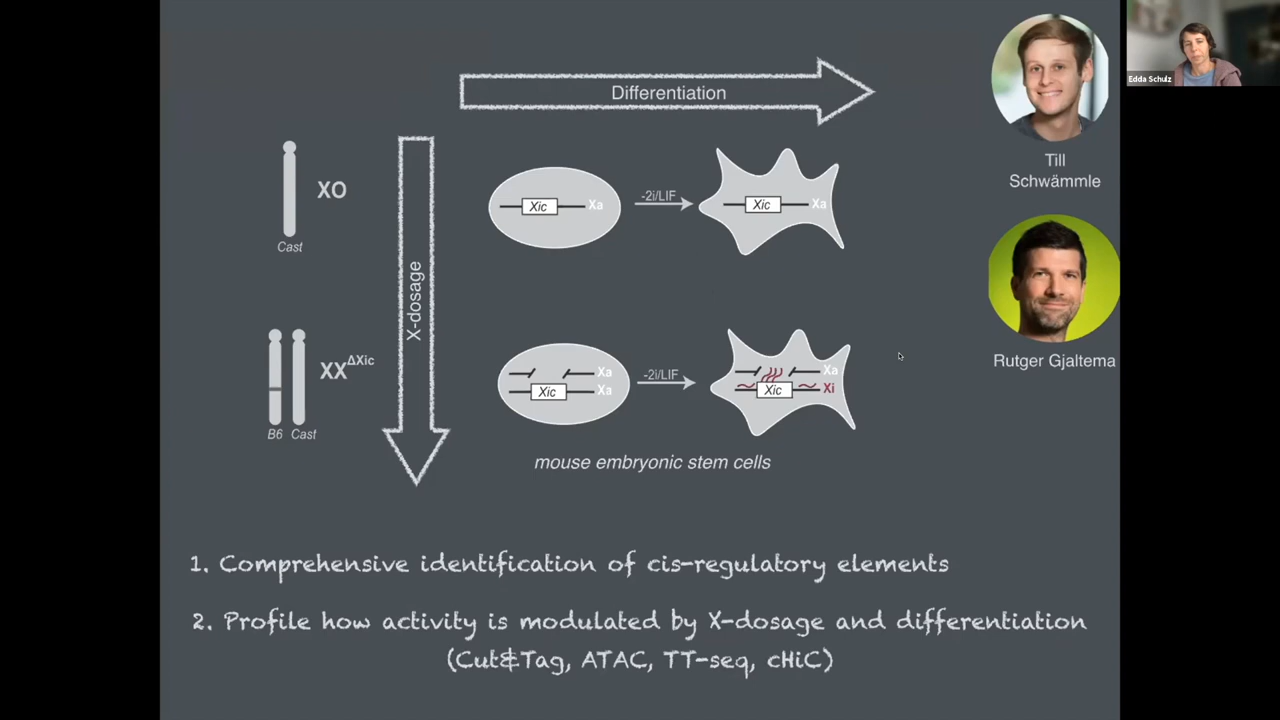 Differentiation
Edda Schulz
Till
Schwämmle
XO
Cast
X-dosage
Xic
Xa
-2i/LIF
Xic
Xa
Rutger Gjaltema
XXΔXic
B6
Cast
Xa
Xic
Xa
-2i/LIF
Xa
Xic
Xi
mouse embryonic stem cells
1. Comprehensive identification of cis-regulatory elements
2. Profile how activity is modulated by X-dosage and differentiation
(Cut&Tag, ATAC, TT-seq, cHiC)